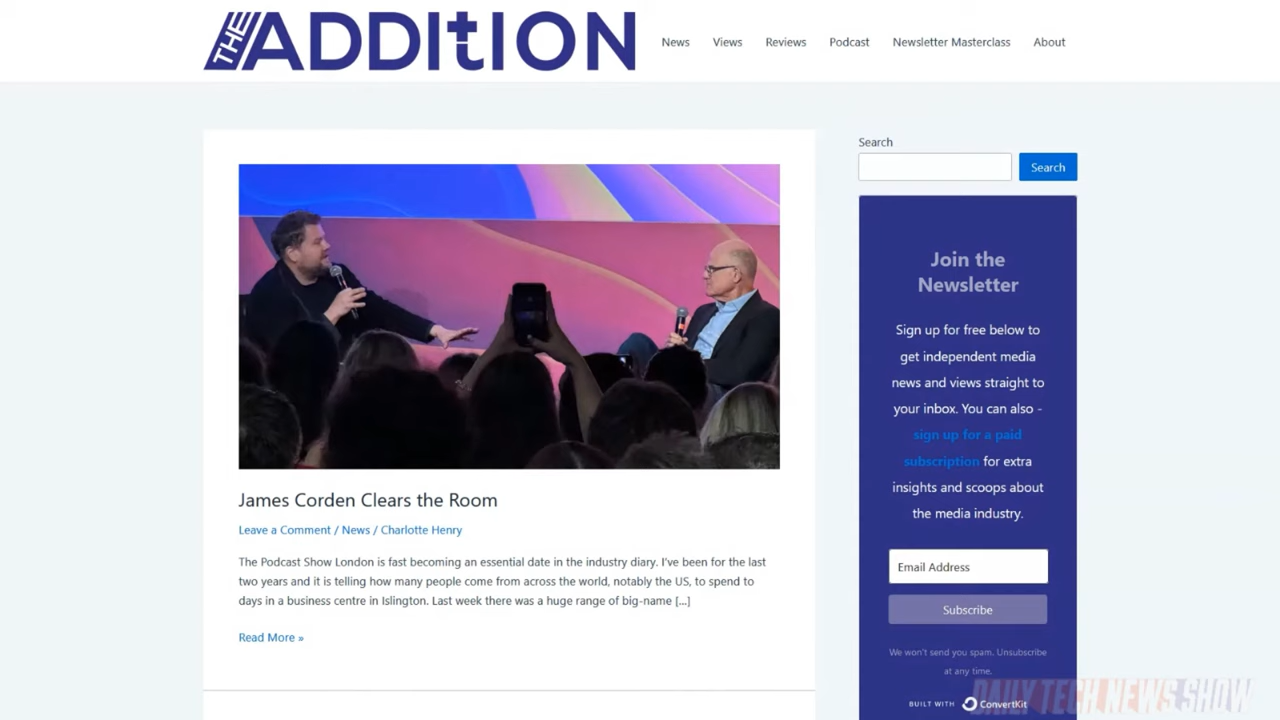 THE ADDItION
News Views Reviews Podcast Newsletter Masterclass About
Search
Search
Join the
Newsletter
Sign up for free below to
get independent media
news and views straight to
your inbox. You can also -
sign up for a paid
subscription for extra
insights and scoops about
the media industry.
Email Address
Subscribe
We won't send you spam. Unsubscribe
at any time.
BUILT WITH ConvertKit
James Corden Clears the Room
Leave a Comment / News / Charlotte Henry
The Podcast Show London is fast becoming an essential date in the industry diary. I've been for the last
two years and it is telling how many people come from across the world, notably the US, to spend to
days in a business centre in Islington. Last week there was a huge range of big-name [...]
Read More »
DAILY TECH NEWS SHOW